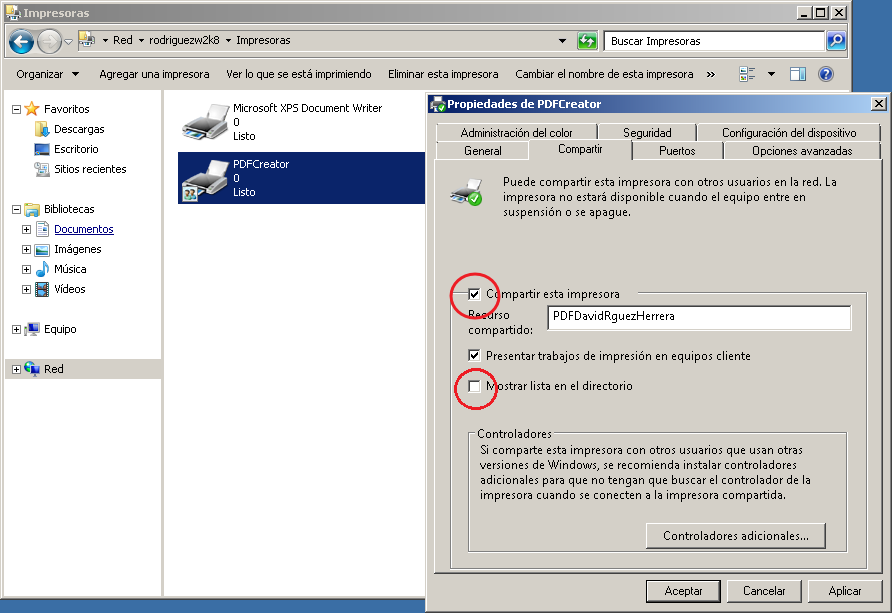 Impresoras
Red rodriguezw2k8 Impresoras
Buscar Impresoras
Organizar Agregar una impresora Ver lo que se está imprimiendo Eliminar esta impresora Cambiar el nombre de esta impresora »
Favoritos
Descargas
Escritorio
Sitios recientes
Bibliotecas
Documentos
Imágenes
Música
Vídeos
Equipo
Red
Microsoft XPS Document Writer
0
Listo
PDFCreator
0
Listo
Propiedades de PDFCreator
Administración del color Seguridad Configuración del dispositivo
General Compartir Puertos Opciones avanzadas
Puede compartir esta impresora con otros usuarios en la red. La
impresora no estará disponible cuando el equipo entre en
suspensión o se apague.
Compartir esta impresora
Recurso
compartido:
PDFDavidRguezHerrera
Presentar trabajos de impresión en equipos cliente
Mostrar lista en el directorio
Controladores
Si comparte esta impresora con otros usuarios que usan otras
versiones de Windows, se recomienda instalar controladores
adicionales para que no tengan que buscar el controlador de la
impresora cuando se conecten a la impresora compartida.
Controladores adicionales...
Aceptar Cancelar Aplicar